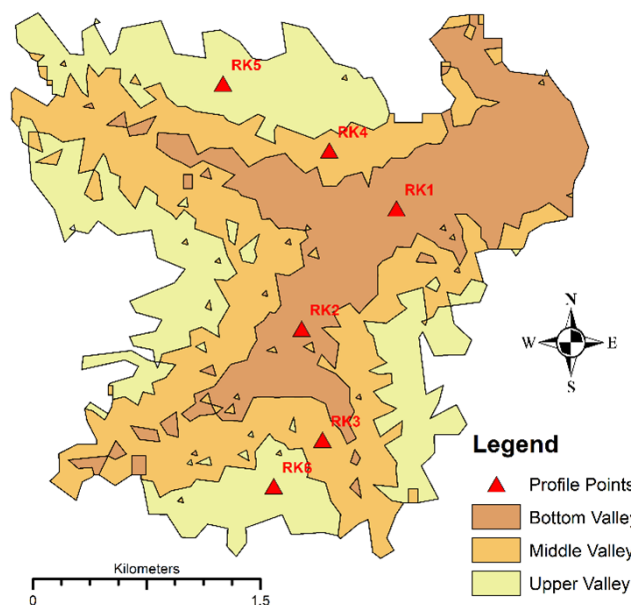 RK5
RK4
RK1
RK2
RK3
RK6
N
W E
S
Legend
Profile Points
Bottom Valley
Middle Valley
Upper Valley
Kilometers
0 1.5